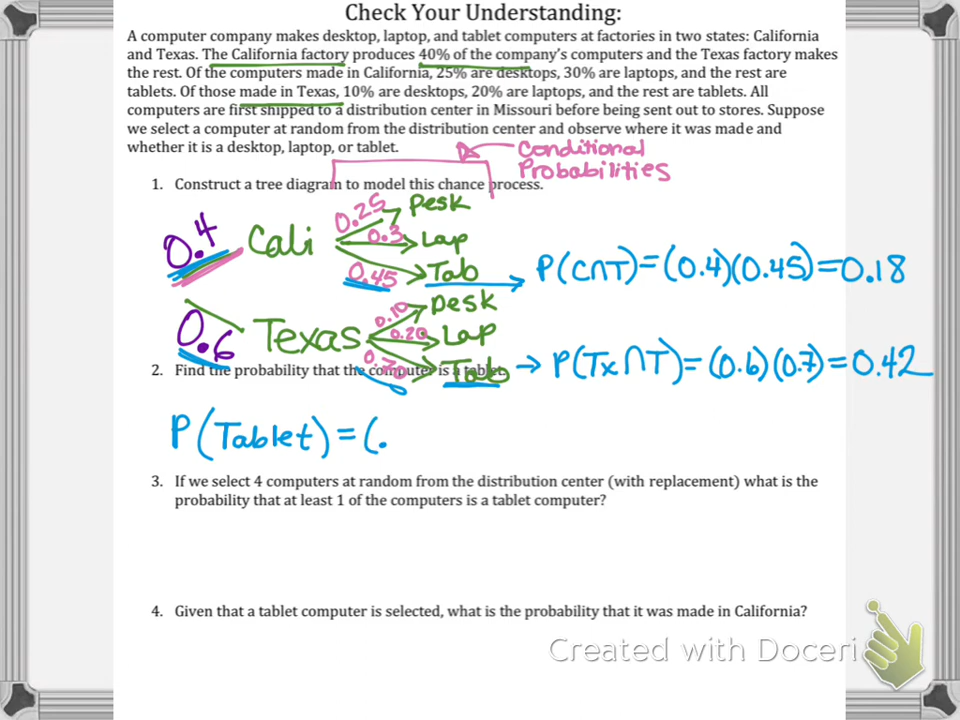 Check Your Understanding:
A computer company makes desktop, laptop, and tablet computers at factories in two states: California
and Texas. The California factory produces 40% of the company's computers and the Texas factory makes
the rest. Of the computers made in California, 25% are desktops, 30% are laptops, and the rest are
tablets. Of those made in Texas, 10% are desktops, 20% are laptops, and the rest are tablets. All
computers are first shipped to a distribution center in Missouri before being sent out to stores. Suppose
we select a computer at random from the distribution center and observe where it was made and
whether it is a desktop, laptop, or tablet.
Conditional
Probabilities
1. Construct a tree diagram to model this chance process.
0.25 Desk
0.4 Cali 0.3 Lap
0.45 Tab P(C∩T)=(0.4)(0.45)=0.18
0.10 Desk
0.6 Texas 0.20 Lap
0.70 Tab → P(Tx∩T)=(0.6)(0.7)=0.42
2. Find the probability that the computer is a tablet.
P(Tablet)=(.
3. If we select 4 computers at random from the distribution center (with replacement) what is the
probability that at least 1 of the computers is a tablet computer?
4. Given that a tablet computer is selected, what is the probability that it was made in California?
Created with Doceri